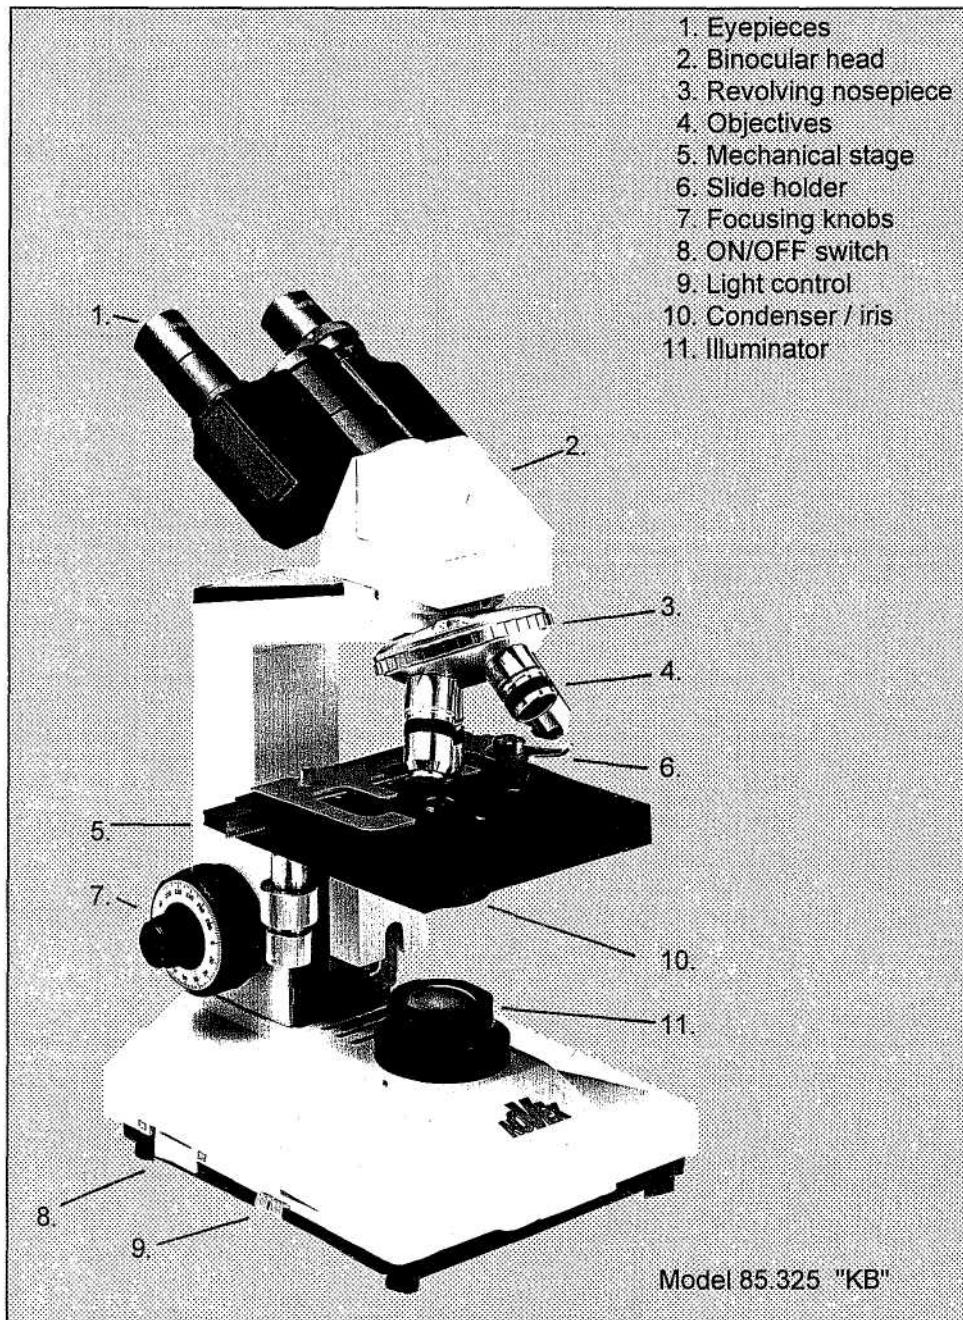 1. Eyepieces
2. Binocular head
3. Revolving nosepiece
4. Objectives
5. Mechanical stage
6. Slide holder
7. Focusing knobs
8. ON/OFF switch
9. Light control
10. Condenser / iris
11. Illuminator
1.
2.
3.
4.
6.
5.
7.
10.
11.
8.
9.
Model 85.325 "KB"